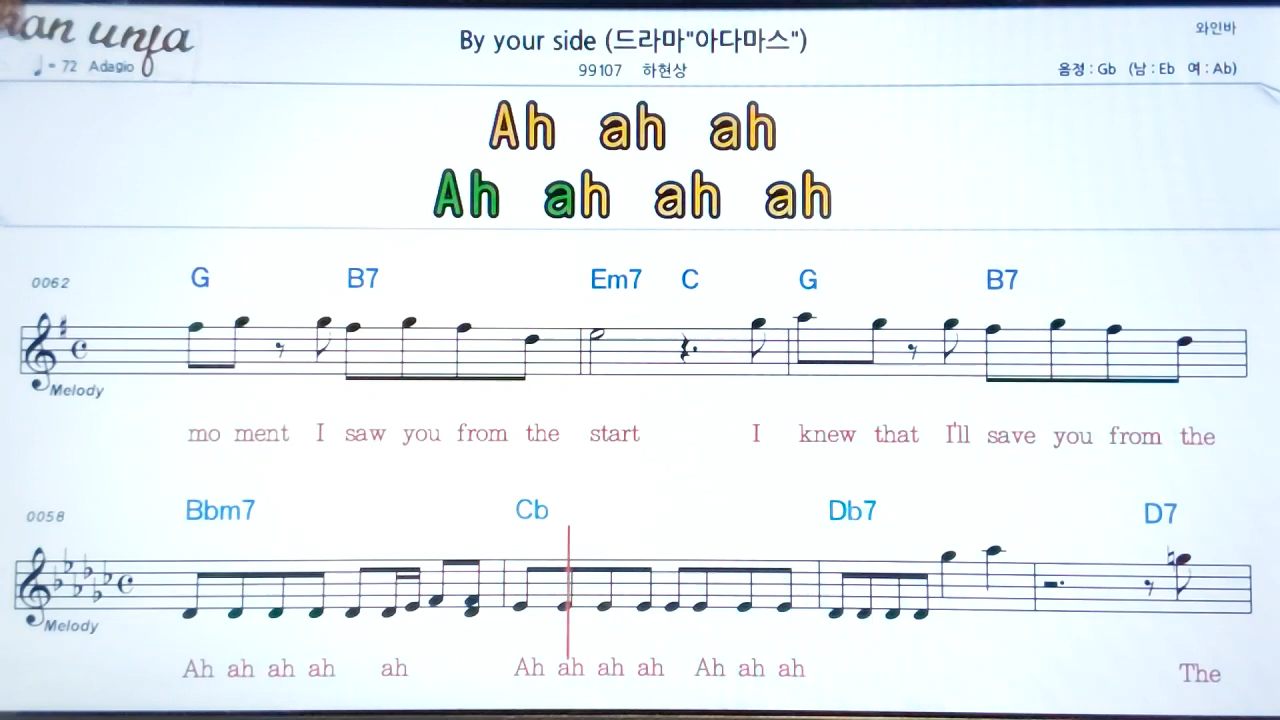 By your side (드라마"아다마스")
와인바
♩= 72 Adagio
99107 하현상
음정 : Gb (남 : Eb 여 : Ab)
Ah ah ah
Ah ah ah ah
0062 G B7 Em7 C G B7
Melody
mo ment I saw you from the start I knew that I'll save you from the
0058 Bbm7 Cb Db7 D7
Melody
Ah ah ah ah ah Ah ah ah ah Ah ah ah The